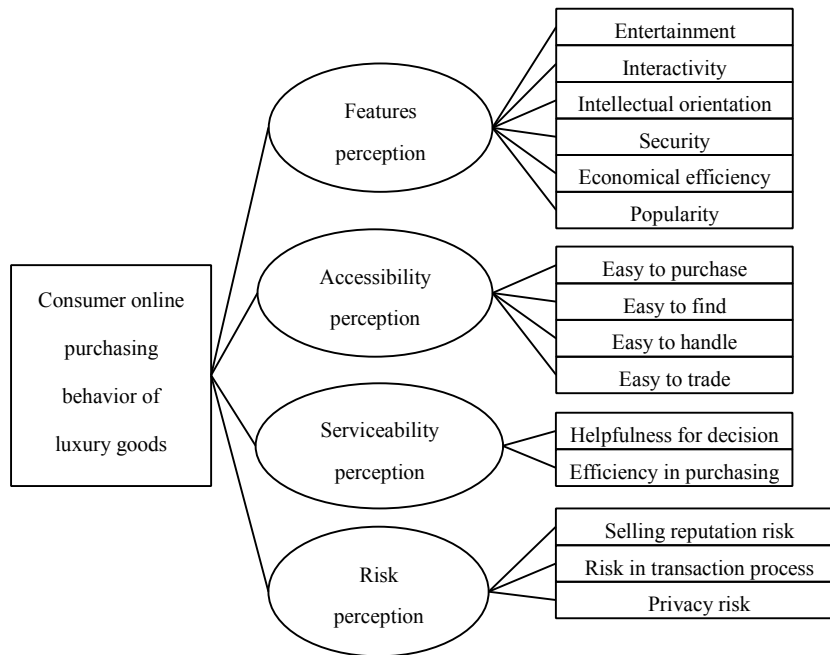 Consumer online
purchasing
behavior of
luxury goods
Features
perception
Entertainment
Interactivity
Intellectual orientation
Security
Economical efficiency
Popularity
Accessibility
perception
Easy to purchase
Easy to find
Easy to handle
Easy to trade
Serviceability
perception
Helpfulness for decision
Efficiency in purchasing
Risk
perception
Selling reputation risk
Risk in transaction process
Privacy risk